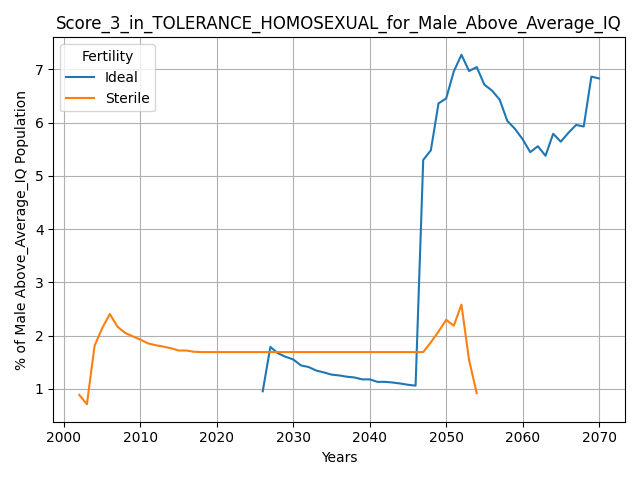 Score_3_in_TOLERANCE_HOMOSEXUAL_for_Male_Above_Average_IQ
Fertility
Ideal
Sterile
% of Male Above_Average_IQ Population
7
6
5
4
3
2
1
2000 2010 2020 2030 2040 2050 2060 2070
Years